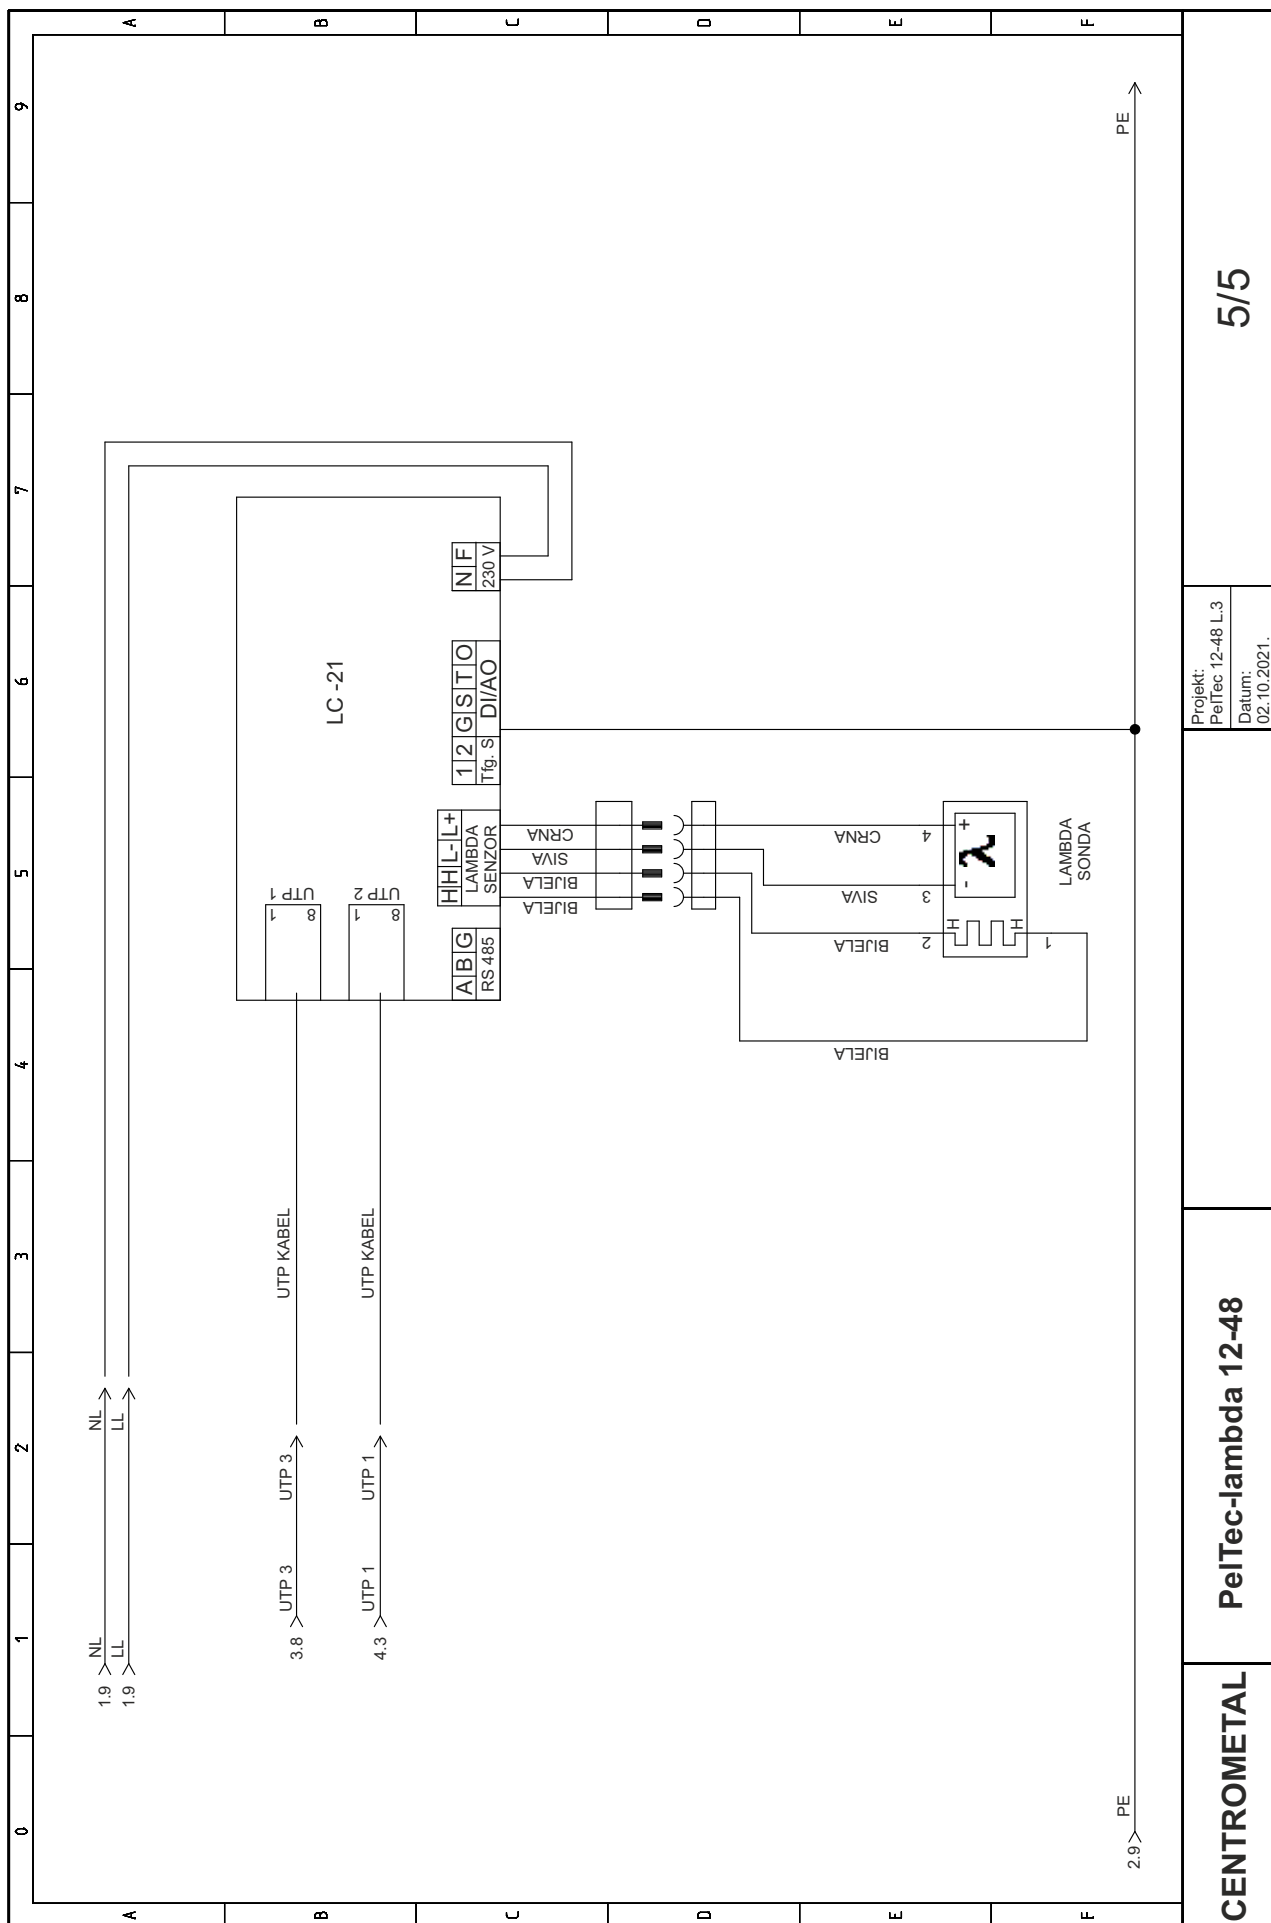 0 1 2 3 4 5 6 7 8 9
A A
B B
C C
D D
E E
F F
1.9 NL NL
1.9 LL LL
3.8 UTP 3 UTP 3 UTP KABEL
4.3 UTP 1 UTP 1 UTP KABEL
UTP 1
1 8
UTP 2
1 8
LC -21
A B G
RS 485
H H L- L+
LAMBDA
SENZOR
1 2 G S T O
Tfg. S DI/AO
N F
230 V
BIJELA
BIJELA
SIVA
CRNA
BIJELA
BIJELA
SIVA
CRNA
1 2 3 4
H H
- +
λ
LAMBDA
SONDA
2.9 PE PE
CENTROMETAL
PelTec-lambda 12-48
Projekt:
PelTec 12-48 L.3
Datum:
02.10.2021.
5/5